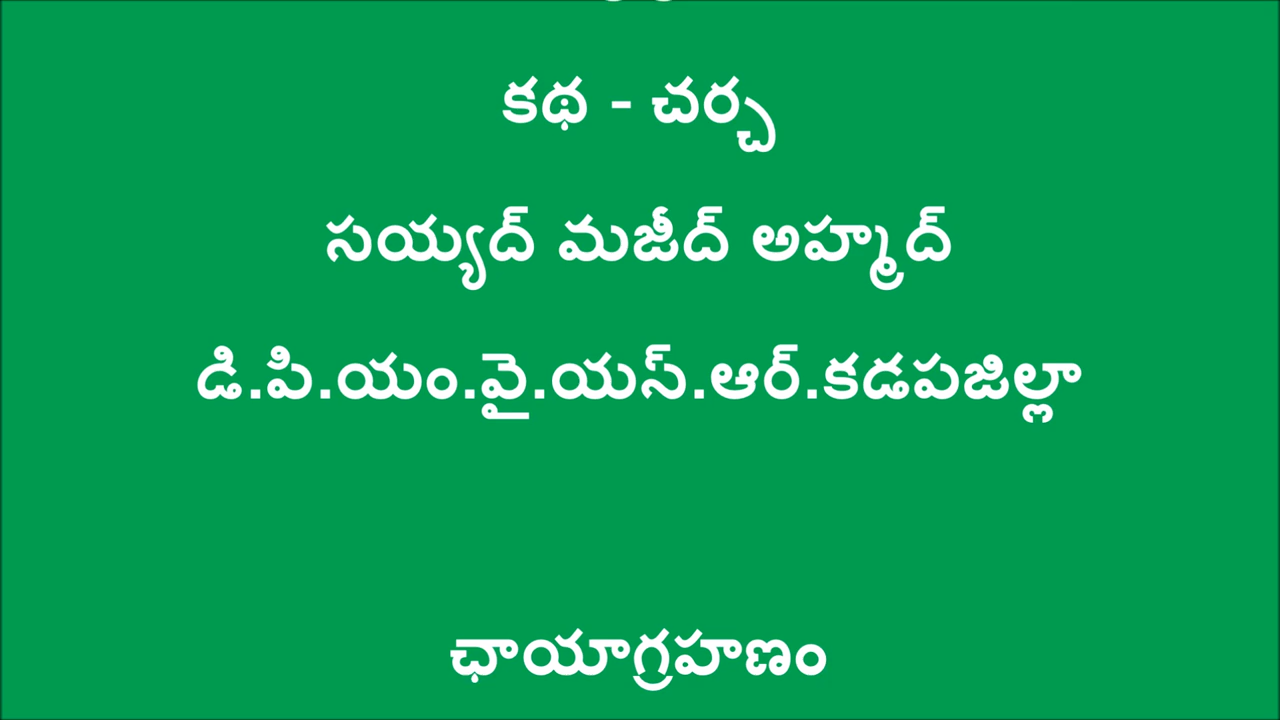 కథ - చర్చ
సయ్యద్ మజీద్ అహ్మద్
డి.పి.యం.వై.యస్.ఆర్.కడపజిల్లా
ఛాయాగ్రహణం